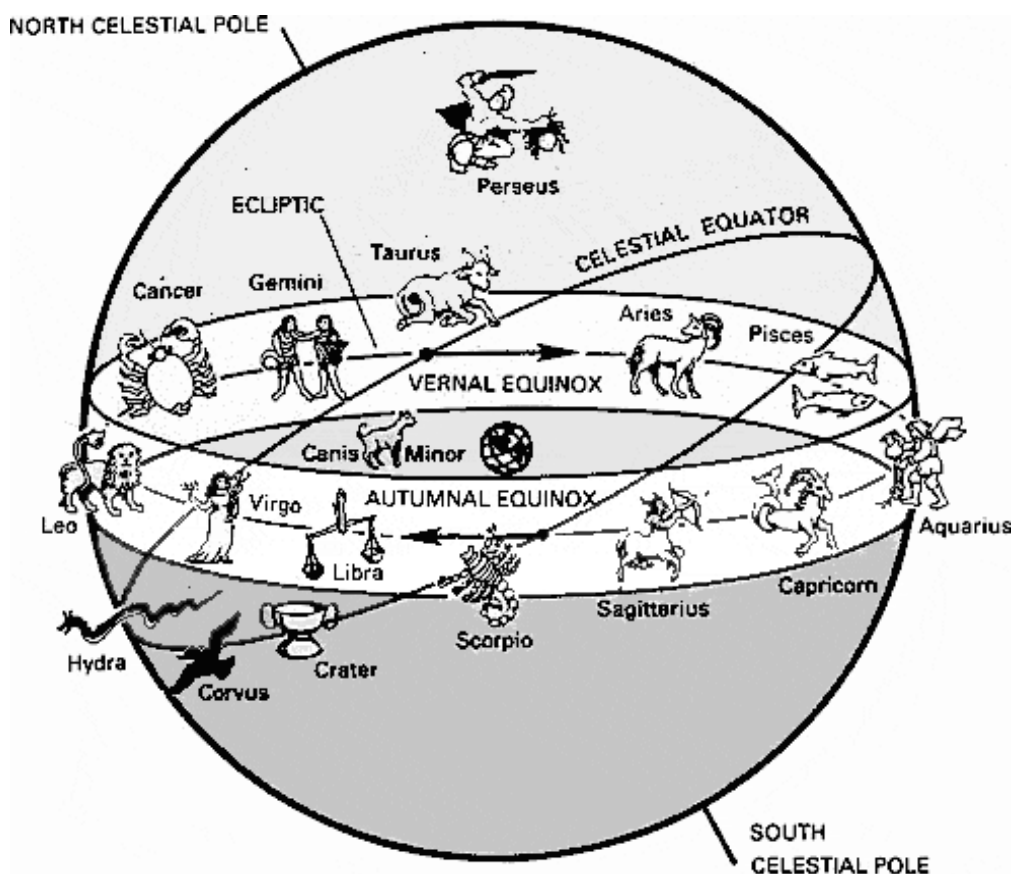 NORTH CELESTIAL POLE
Perseus
ECLIPTIC
CELESTIAL EQUATOR
Taurus
Gemini
Cancer
Aries
Pisces
VERNAL EQUINOX
Canis Minor
AUTUMNAL EQUINOX
Virgo
Leo
Aquarius
Libra
Capricorn
Sagittarius
Scorpio
Hydra
Crater
Corvus
SOUTH
CELESTIAL POLE